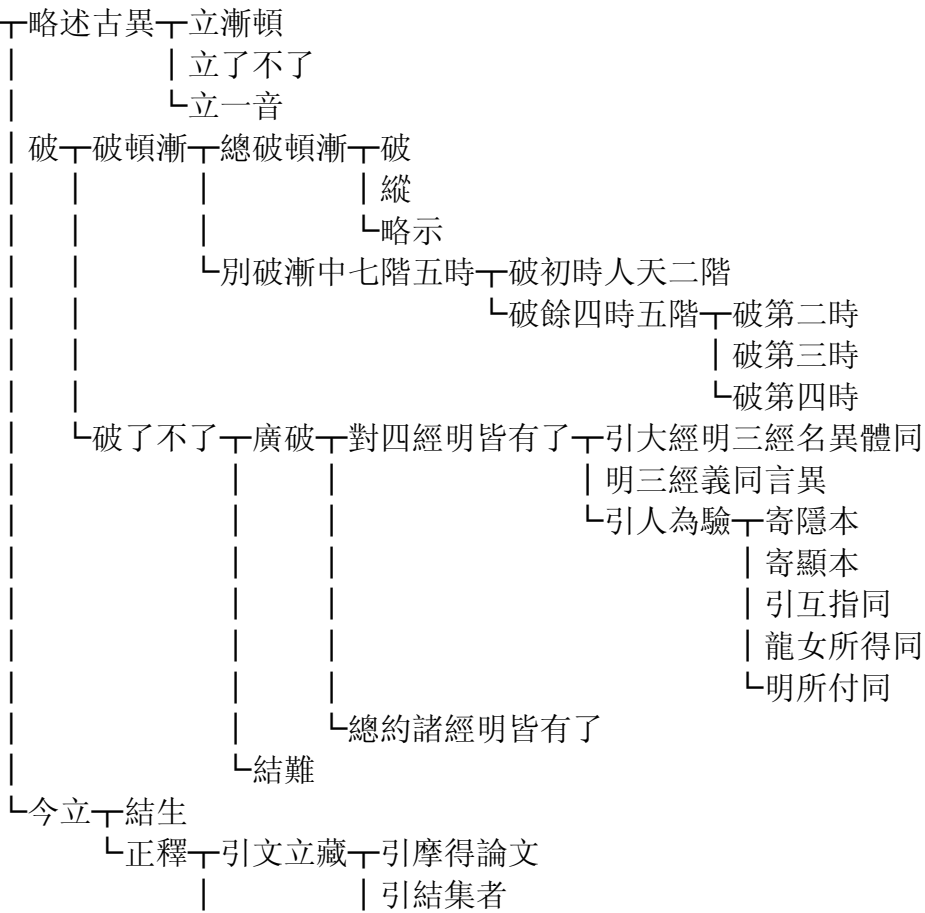 略述古異 立漸頓
立了不了
立一音
破 破頓漸 總破頓漸 破
縱
略示
別破漸中七階五時 破初時人天二階
破餘四時五階 破第二時
破第三時
破第四時
破了不了 廣破 對四經明皆有了 引大經明三經名異體同
明三經義同言異
引人為驗 寄隱本
寄顯本
引互指同
龍女所得同
明所付同
總約諸經明皆有了
結難
今立 結生
正釋 引文立藏 引摩得論文
引結集者